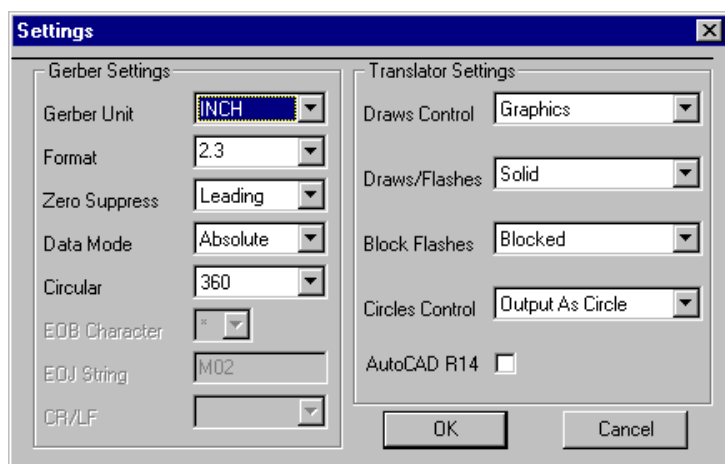 Settings
Gerber Settings
Gerber Unit INCH
Format 2.3
Zero Suppress Leading
Data Mode Absolute
Circular 360
EOB Character *
EOJ String M02
CR/LF
Translator Settings
Draws Control Graphics
Draws/Flashes Solid
Block Flashes Blocked
Circles Control Output As Circle
AutoCAD R14
OK Cancel